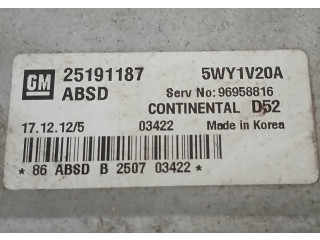 GM 25191187 5WY1V20A
ABSD Serv No: 96958816
CONTINENTAL D52
17.12.12/5 03422 Made in Korea
* 86 ABSD B 2507 03422 *